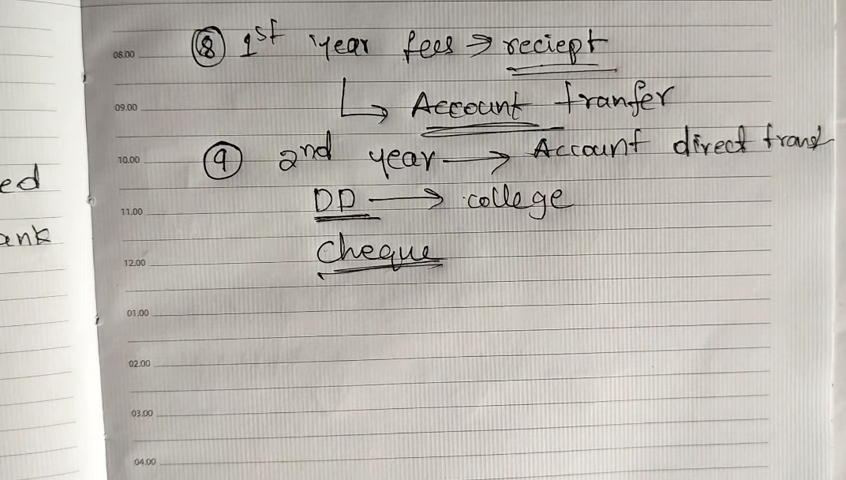 ⑧ 1st year fees → reciept
08.00
↳ Account tranfer
09.00
⑨ 2nd year → Account direct transf
10.00
ed
DD → college
11.00
ank
cheque
12.00
01.00
02.00
03.00
04.00